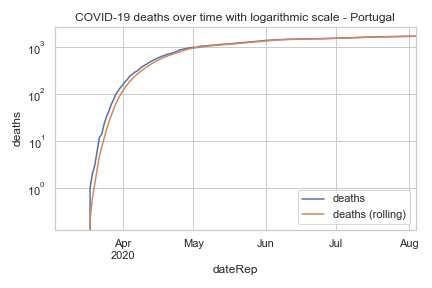 COVID-19 deaths over time with logarithmic scale - Portugal
deaths
10³
10²
10¹
10⁰
deaths
deaths (rolling)
Apr May Jun Jul Aug
2020
dateRep